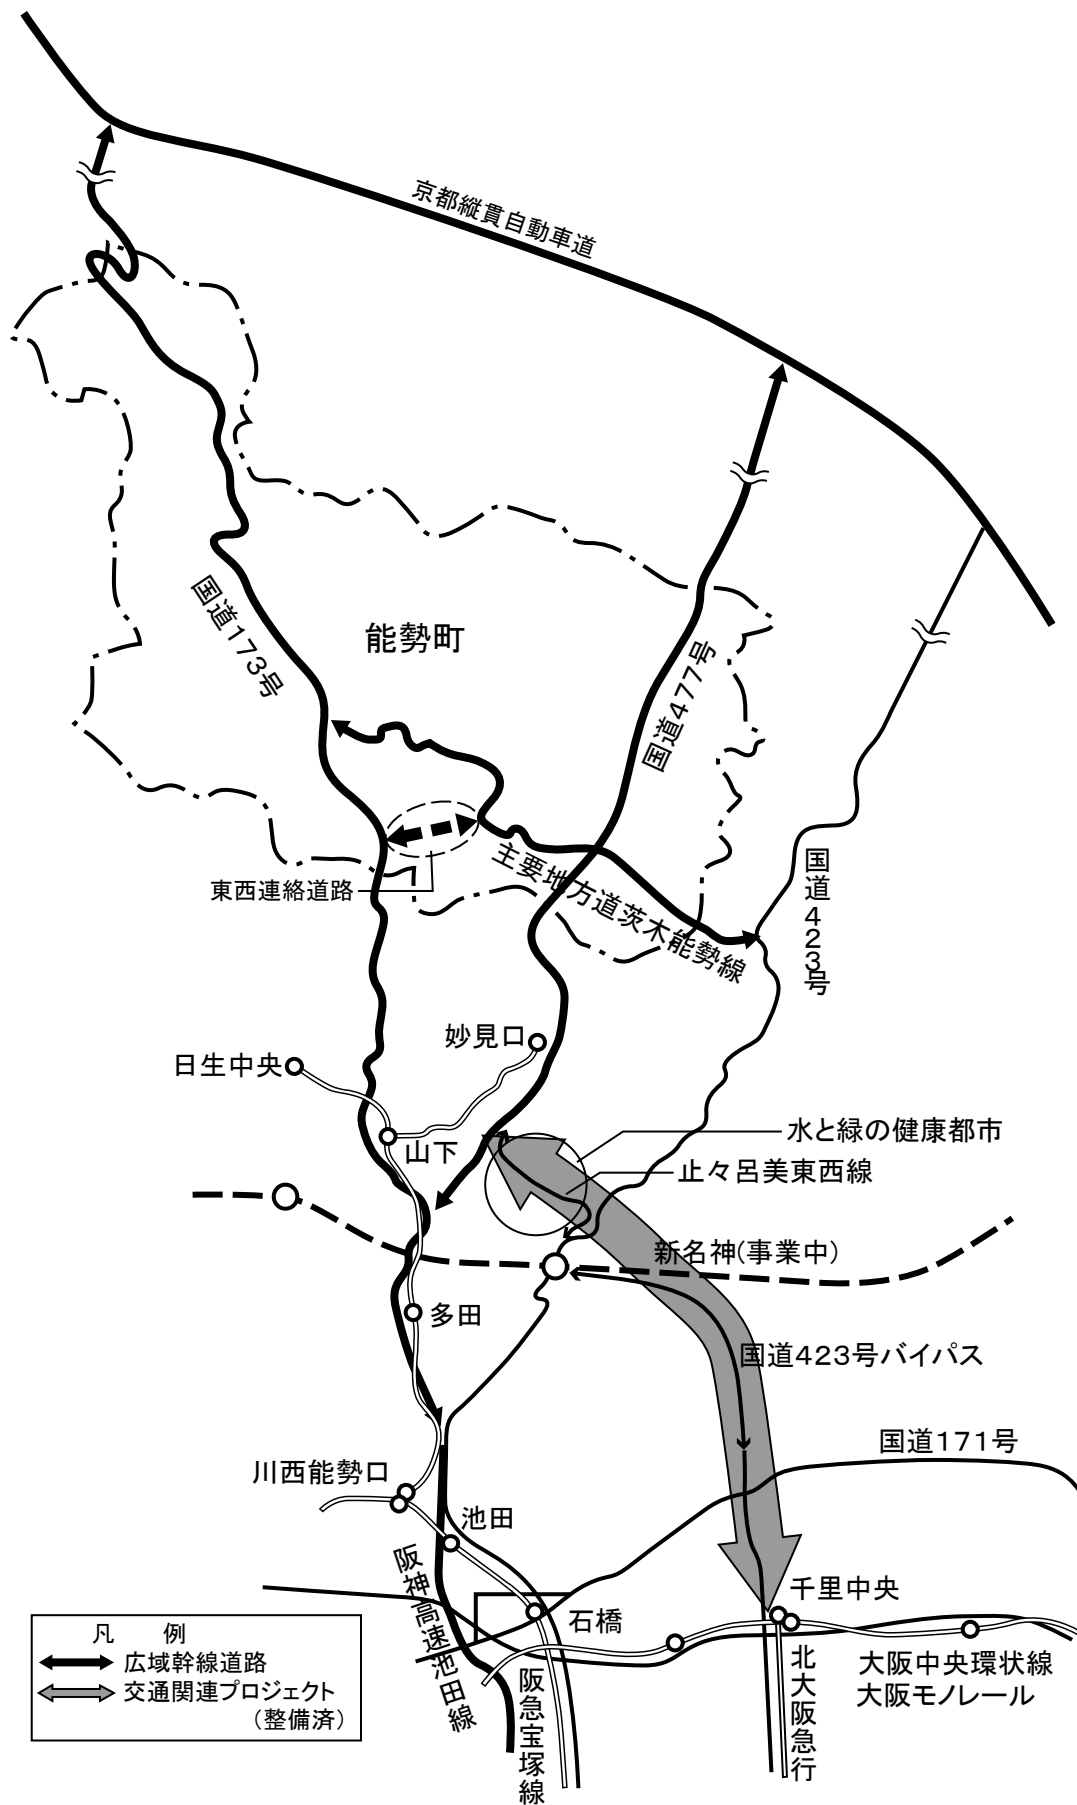 京都縦貫自動車道
国道173号
能勢町
国道477号
東西連絡道路
主要地方道茨木能勢線
国道423号
妙見口
日生中央
山下
水と緑の健康都市
止々呂美東西線
新名神(事業中)
多田
国道423号バイパス
国道171号
川西能勢口
池田
阪神高速池田線
石橋
千里中央
阪急宝塚線
北大阪急行
大阪中央環状線
大阪モノレール
凡 例
広域幹線道路
交通関連プロジェクト
(整備済)